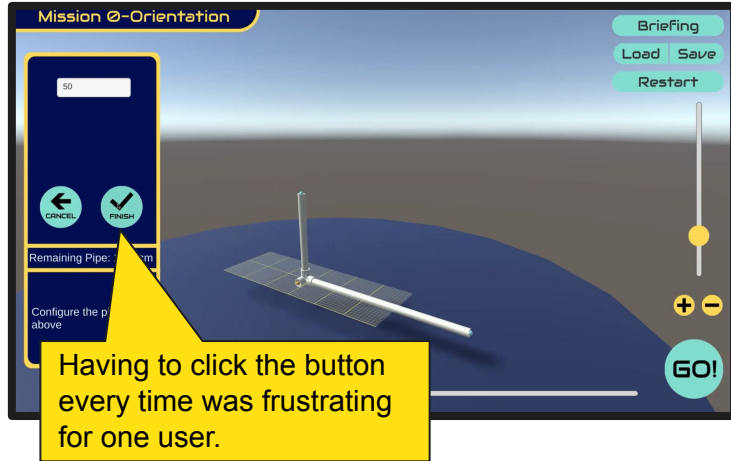 Mission 0-Orientation
Briefing
Load Save
Restart
50
CANCEL
FINISH
Remaining Pipe: cm
Configure the p
above
GO!
Having to click the button
every time was frustrating
for one user.